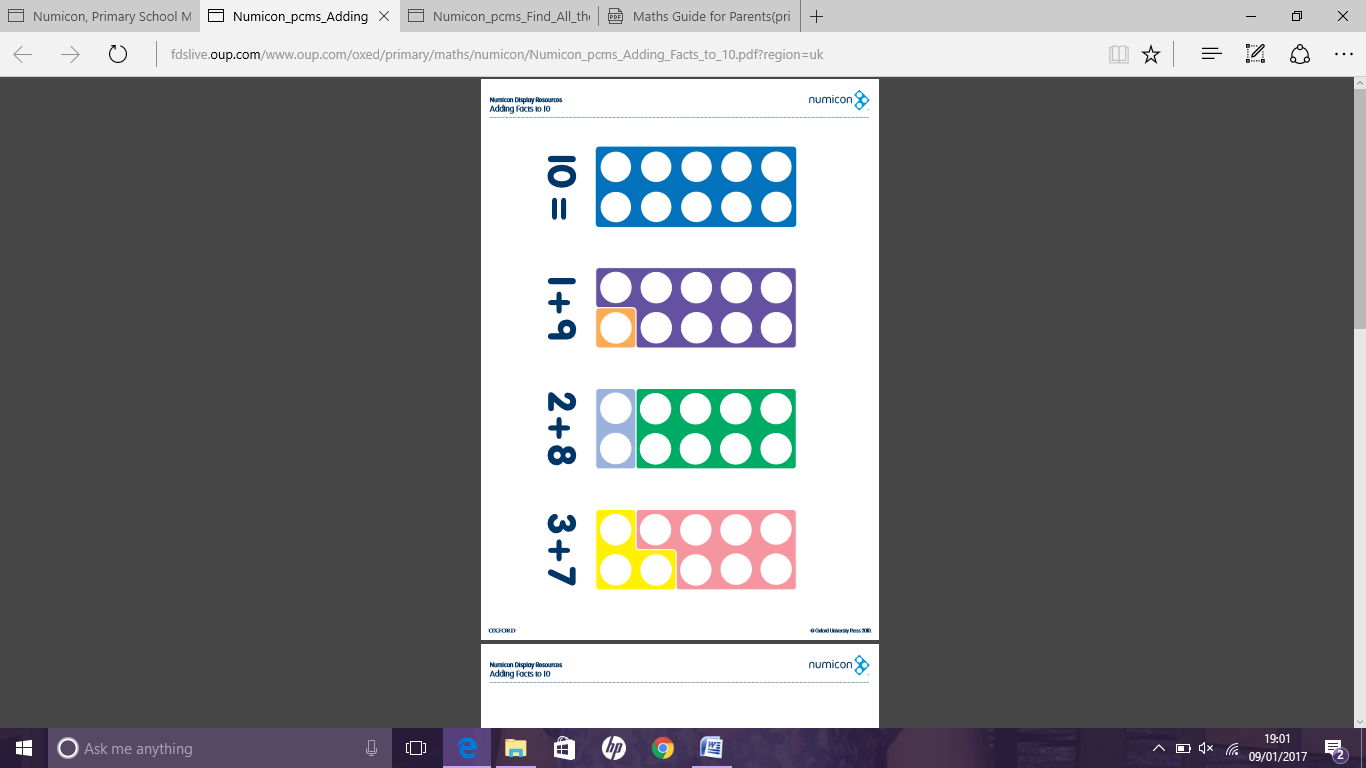 Numicon, Primary School M
Numicon_pcms_Adding
Numicon_pcms_Find_All_the
Maths Guide for Parents(pri
fdslive.oup.com/www.oup.com/oxed/primary/maths/numicon/Numicon_pcms_Adding_Facts_to_10.pdf?region=uk
Numicon Display Resources
Adding Facts to 10
numicon
10 =
1+9
2+8
3+7
OXFORD
© Oxford University Press 2010
Numicon Display Resources
Adding Facts to 10
numicon
Ask me anything
hp
19:01
09/01/2017
2